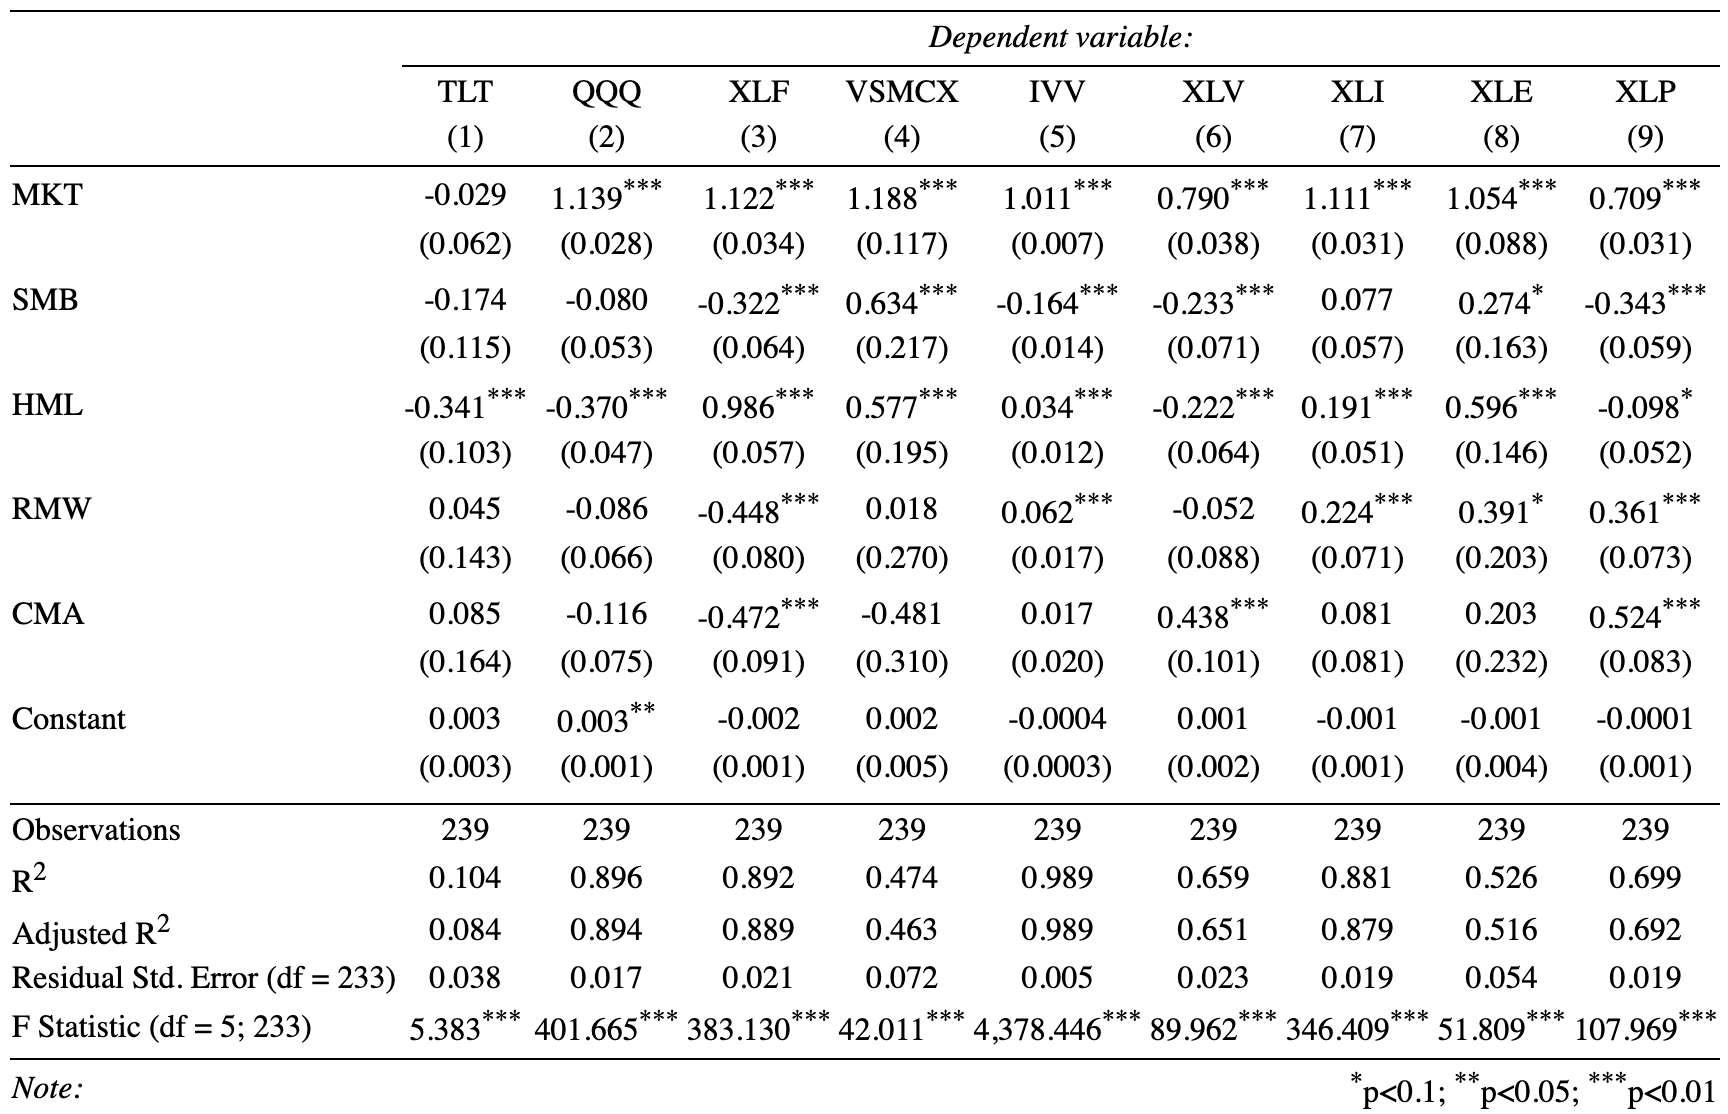 Dependent variable:
TLT QQQ XLF VSMCX IVV XLV XLI XLE XLP
(1) (2) (3) (4) (5) (6) (7) (8) (9)
MKT -0.029 1.139*** 1.122*** 1.188*** 1.011*** 0.790*** 1.111*** 1.054*** 0.709***
(0.062) (0.028) (0.034) (0.117) (0.007) (0.038) (0.031) (0.088) (0.031)
SMB -0.174 -0.080 -0.322*** 0.634*** -0.164*** -0.233*** 0.077 0.274* -0.343***
(0.115) (0.053) (0.064) (0.217) (0.014) (0.071) (0.057) (0.163) (0.059)
HML -0.341*** -0.370*** 0.986*** 0.577*** 0.034*** -0.222*** 0.191*** 0.596*** -0.098*
(0.103) (0.047) (0.057) (0.195) (0.012) (0.064) (0.051) (0.146) (0.052)
RMW 0.045 -0.086 -0.448*** 0.018 0.062*** -0.052 0.224*** 0.391* 0.361***
(0.143) (0.066) (0.080) (0.270) (0.017) (0.088) (0.071) (0.203) (0.073)
CMA 0.085 -0.116 -0.472*** -0.481 0.017 0.438*** 0.081 0.203 0.524***
(0.164) (0.075) (0.091) (0.310) (0.020) (0.101) (0.081) (0.232) (0.083)
Constant 0.003 0.003** -0.002 0.002 -0.0004 0.001 -0.001 -0.001 -0.0001
(0.003) (0.001) (0.001) (0.005) (0.0003) (0.002) (0.001) (0.004) (0.001)
Observations 239 239 239 239 239 239 239 239 239
R2 0.104 0.896 0.892 0.474 0.989 0.659 0.881 0.526 0.699
Adjusted R2 0.084 0.894 0.889 0.463 0.989 0.651 0.879 0.516 0.692
Residual Std. Error (df = 233) 0.038 0.017 0.021 0.072 0.005 0.023 0.019 0.054 0.019
F Statistic (df = 5; 233) 5.383*** 401.665*** 383.130*** 42.011*** 4,378.446*** 89.962*** 346.409*** 51.809*** 107.969***
Note: *p<0.1; **p<0.05; ***p<0.01